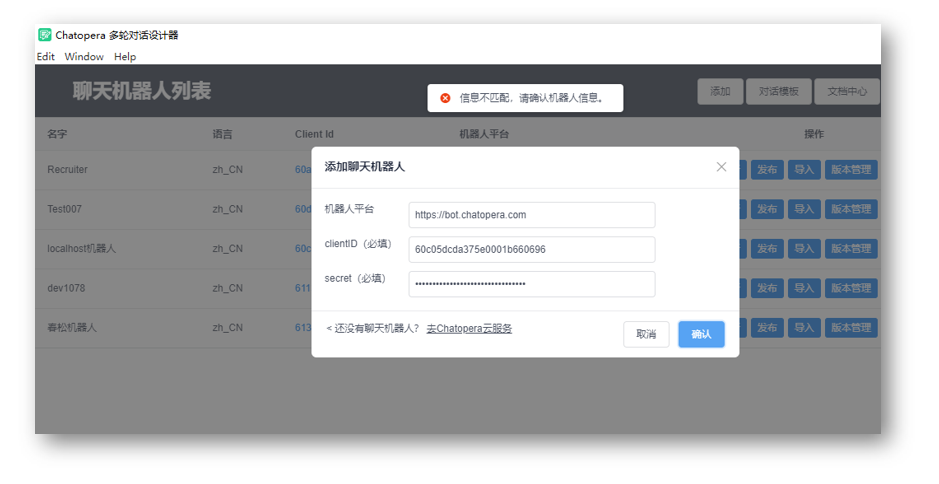 Chatopera 多轮对话设计器
Edit Window Help
聊天机器人列表
信息不匹配，请确认机器人信息。
添加 对话模板 文档中心
名字 语言 Client Id 机器人平台 操作
Recruiter zh_CN 60a 发布 导入 版本管理
Test007 zh_CN 60d 发布 导入 版本管理
localhost机器人 zh_CN 60c 发布 导入 版本管理
dev1078 zh_CN 611 发布 导入 版本管理
春松机器人 zh_CN 613 发布 导入 版本管理
添加聊天机器人
机器人平台 https://bot.chatopera.com
clientID（必填） 60c05dcda375e0001b660696
secret（必填） ••••••••••••••••••••••••••••••••
< 还没有聊天机器人？ 去Chatopera云服务
取消 确认